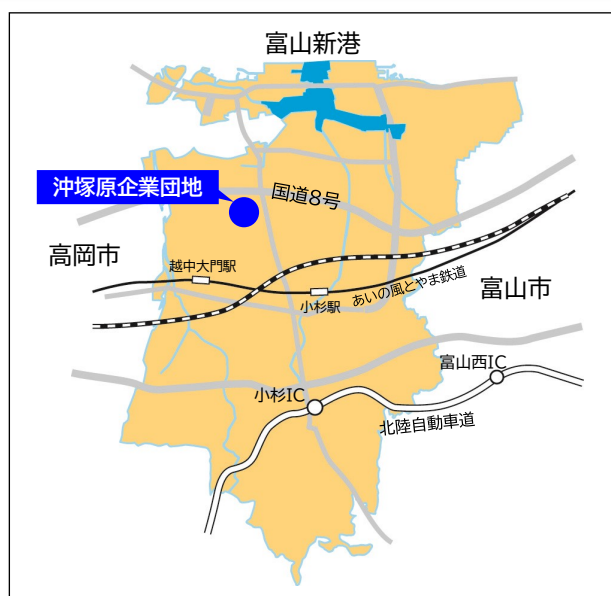 富山新港
沖塚原企業団地
国道8号
高岡市
越中大門駅
小杉駅
あいの風とやま鉄道
富山市
富山西IC
小杉IC
北陸自動車道